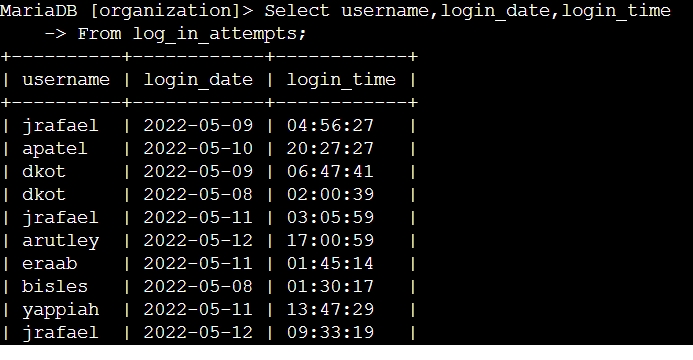 MariaDB [organization]> Select username,login_date,login_time
    -> From log_in_attempts;
+----------+------------+------------+
| username | login_date | login_time |
+----------+------------+------------+
| jrafael  | 2022-05-09 | 04:56:27   |
| apatel   | 2022-05-10 | 20:27:27   |
| dkot     | 2022-05-09 | 06:47:41   |
| dkot     | 2022-05-08 | 02:00:39   |
| jrafael  | 2022-05-11 | 03:05:59   |
| arutley  | 2022-05-12 | 17:00:59   |
| eraab    | 2022-05-11 | 01:45:14   |
| bisles   | 2022-05-08 | 01:30:17   |
| yappiah  | 2022-05-11 | 13:47:29   |
| jrafael  | 2022-05-12 | 09:33:19   |